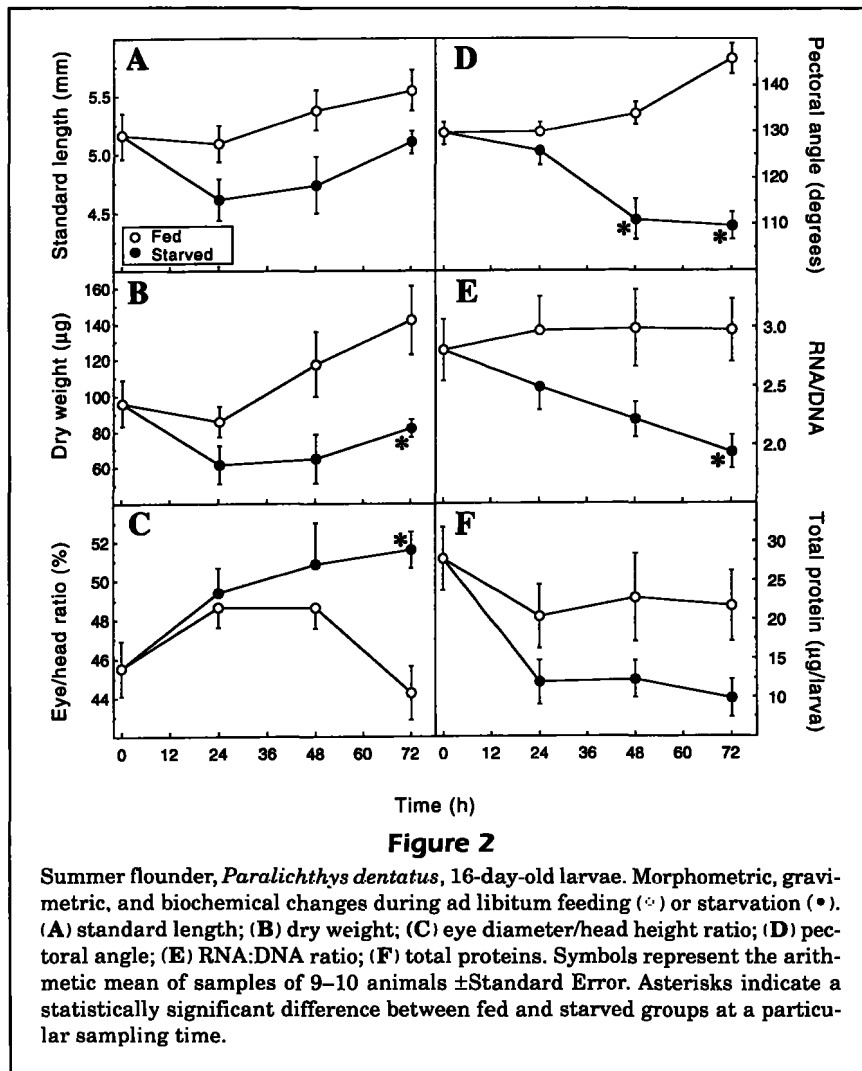 A
Standard length (mm)
5.5
5.0
4.5
Fed
Starved
D
Pectoral angle (degrees)
140
130
120
110
*
*
B
Dry weight (µg)
160
140
120
100
80
60
*
E
RNA/DNA
3.0
2.5
2.0
*
C
Eye/head ratio (%)
52
50
48
46
44
*
F
Total protein (µg/larva)
30
25
20
15
10
0 12 24 36 48 60 72 0 12 24 36 48 60 72
Time (h)
Figure 2
Summer flounder, Paralichthys dentatus, 16-day-old larvae. Morphometric, gravi-
metric, and biochemical changes during ad libitum feeding (○) or starvation (●).
(A) standard length; (B) dry weight; (C) eye diameter/head height ratio; (D) pec-
toral angle; (E) RNA:DNA ratio; (F) total proteins. Symbols represent the arith-
metic mean of samples of 9–10 animals ±Standard Error. Asterisks indicate a
statistically significant difference between fed and starved groups at a particu-
lar sampling time.